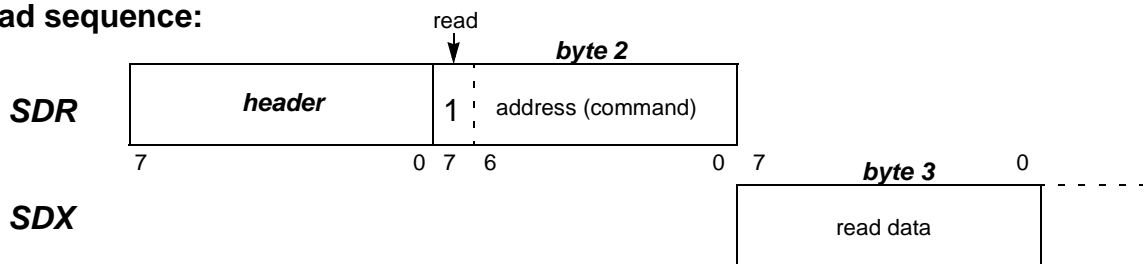 ad sequence:
read
byte 2
SDR header 1 address (command)
7 0 7 6 0 7 byte 3 0
SDX read data